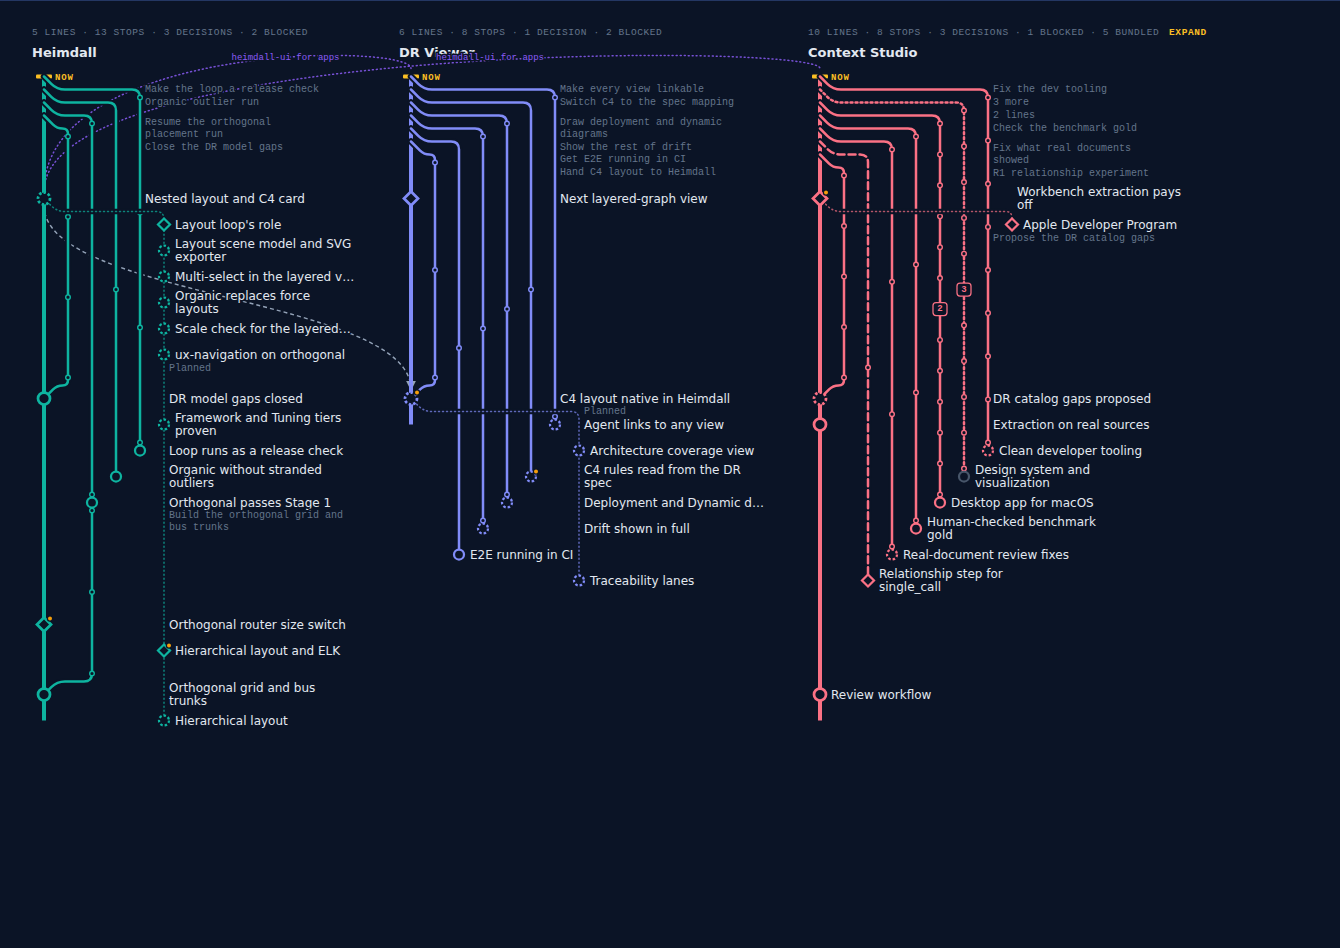 5 LINES · 13 STOPS · 3 DECISIONS · 2 BLOCKED
Heimdall
heimdall-ui-for-apps
NOW
Make the loop a release check
Organic outlier run
Resume the orthogonal
placement run
Close the DR model gaps
Nested layout and C4 card
Layout loop's role
Layout scene model and SVG
exporter
Multi-select in the layered v…
Organic-replaces force
layouts
Scale check for the layered…
ux-navigation on orthogonal
Planned
DR model gaps closed
Framework and Tuning tiers
proven
Loop runs as a release check
Organic without stranded
outliers
Orthogonal passes Stage 1
Build the orthogonal grid and
bus trunks
Orthogonal router size switch
Hierarchical layout and ELK
Orthogonal grid and bus
trunks
Hierarchical layout
6 LINES · 8 STOPS · 1 DECISION · 2 BLOCKED
DR Viewer
heimdall-ui for apps
NOW
Make every view linkable
Switch C4 to the spec mapping
Draw deployment and dynamic
diagrams
Show the rest of drift
Get E2E running in CI
Hand C4 layout to Heimdall
Next layered-graph view
C4 layout native in Heimdall
Planned
Agent links to any view
Architecture coverage view
C4 rules read from the DR
spec
Deployment and Dynamic d…
Drift shown in full
E2E running in CI
Traceability lanes
10 LINES · 8 STOPS · 3 DECISIONS · 1 BLOCKED · 5 BUNDLED EXPAND
Context Studio
NOW
Fix the dev tooling
3 more
2 lines
Check the benchmark gold
Fix what real documents
showed
R1 relationship experiment
Workbench extraction pays
off
Apple Developer Program
Propose the DR catalog gaps
3
2
DR catalog gaps proposed
Extraction on real sources
Clean developer tooling
Design system and
visualization
Desktop app for macOS
Human-checked benchmark
gold
Real-document review fixes
Relationship step for
single_call
Review workflow